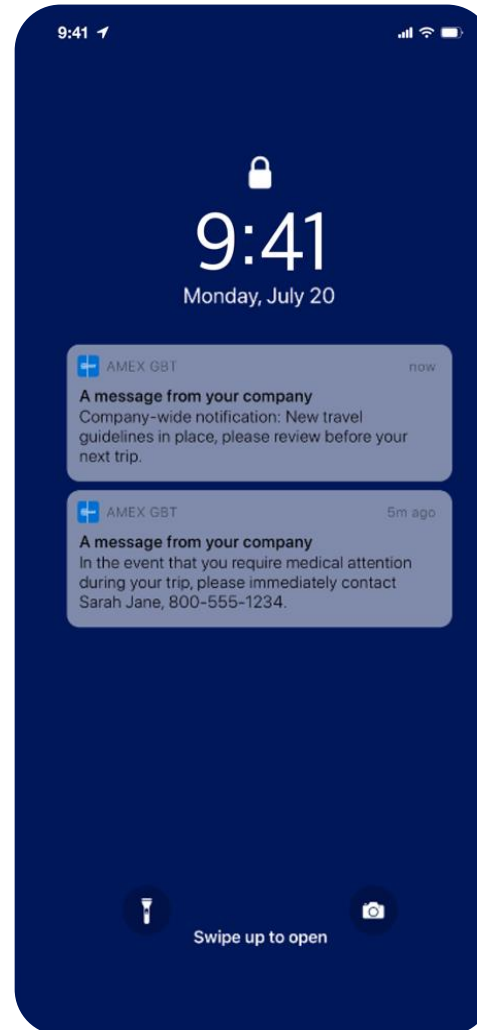 9:41
9:41
Monday, July 20
AMEX GBT now
A message from your company
Company-wide notification: New travel
guidelines in place, please review before your
next trip.
AMEX GBT 5m ago
A message from your company
In the event that you require medical attention
during your trip, please immediately contact
Sarah Jane, 800-555-1234.
Swipe up to open